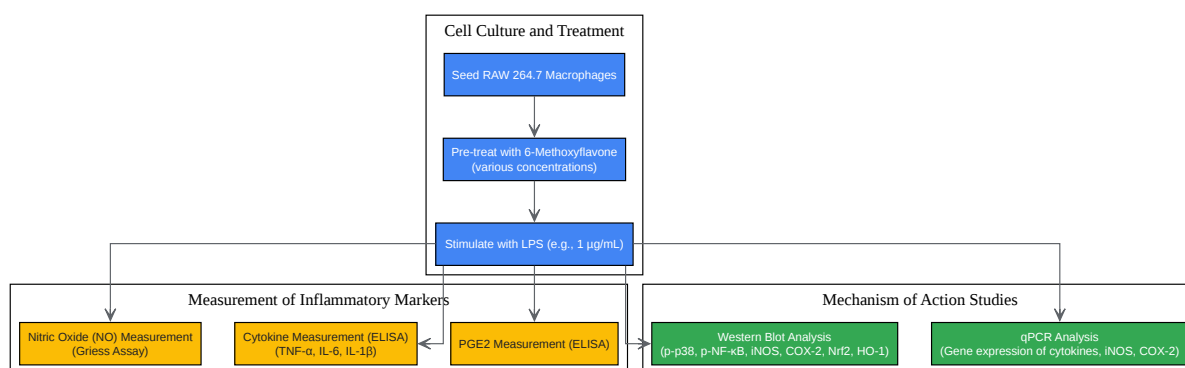 Cell Culture and Treatment
Seed RAW 264.7 Macrophages
Pre-treat with 6-Methoxyflavone
(various concentrations)
Stimulate with LPS (e.g., 1 µg/mL)
Measurement of Inflammatory Markers
Nitric Oxide (NO) Measurement
(Griess Assay)
Cytokine Measurement (ELISA)
(TNF-α, IL-6, IL-1β)
PGE2 Measurement (ELISA)
Mechanism of Action Studies
Western Blot Analysis
(p-p38, p-NF-κB, iNOS, COX-2, Nrf2, HO-1)
qPCR Analysis
(Gene expression of cytokines, iNOS, COX-2)